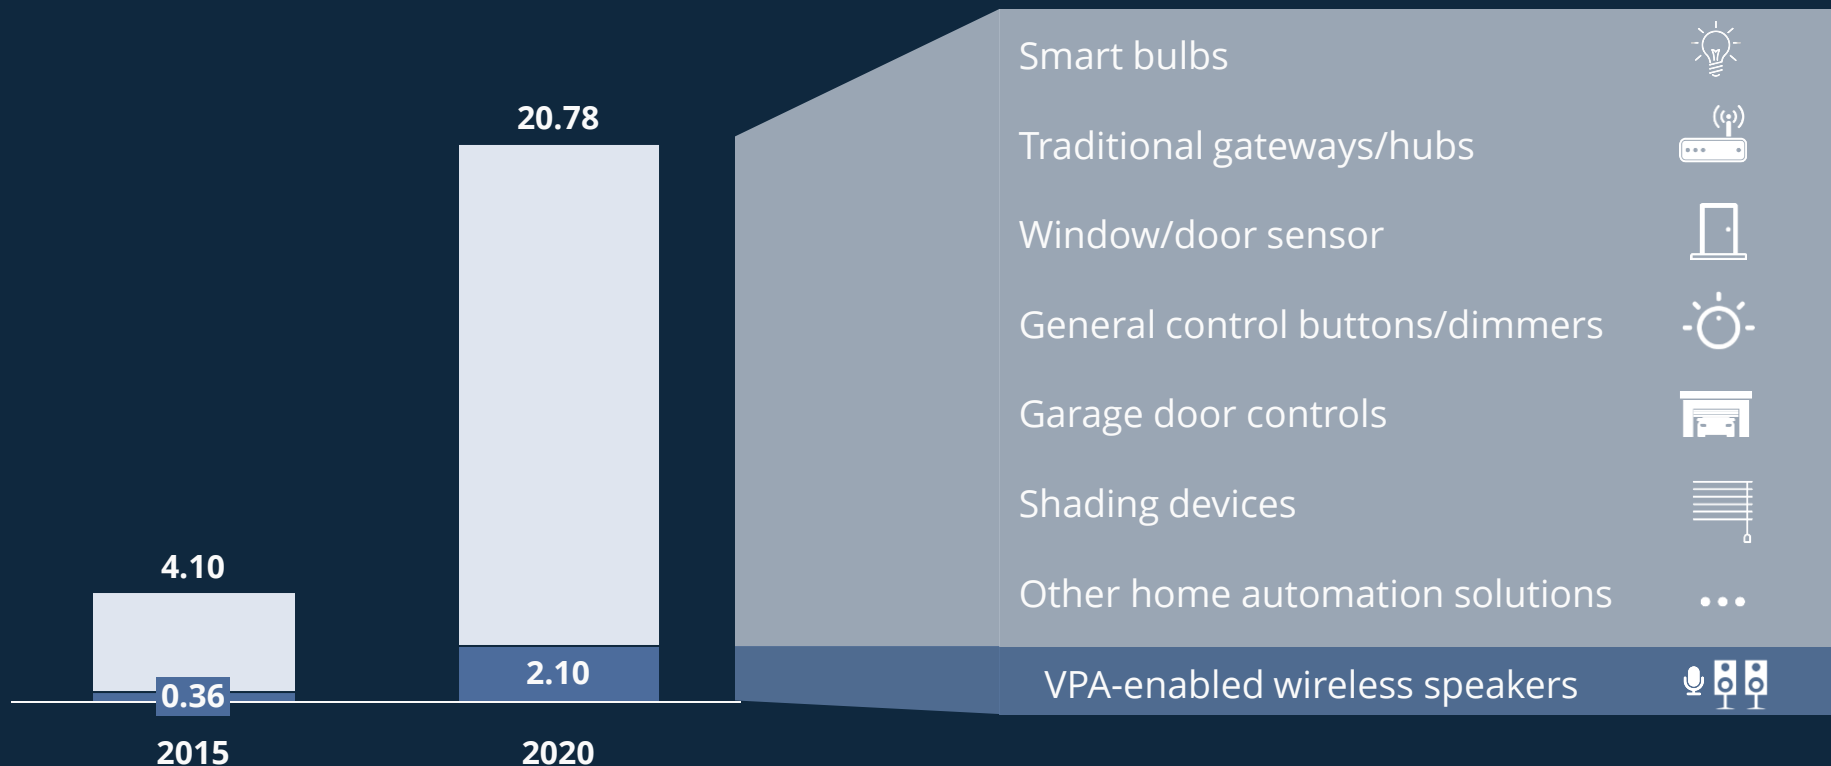 20.78
4.10
2.10
0.36
2015
2020
Smart bulbs
Traditional gateways/hubs
Window/door sensor
General control buttons/dimmers
Garage door controls
Shading devices
Other home automation solutions
VPA-enabled wireless speakers